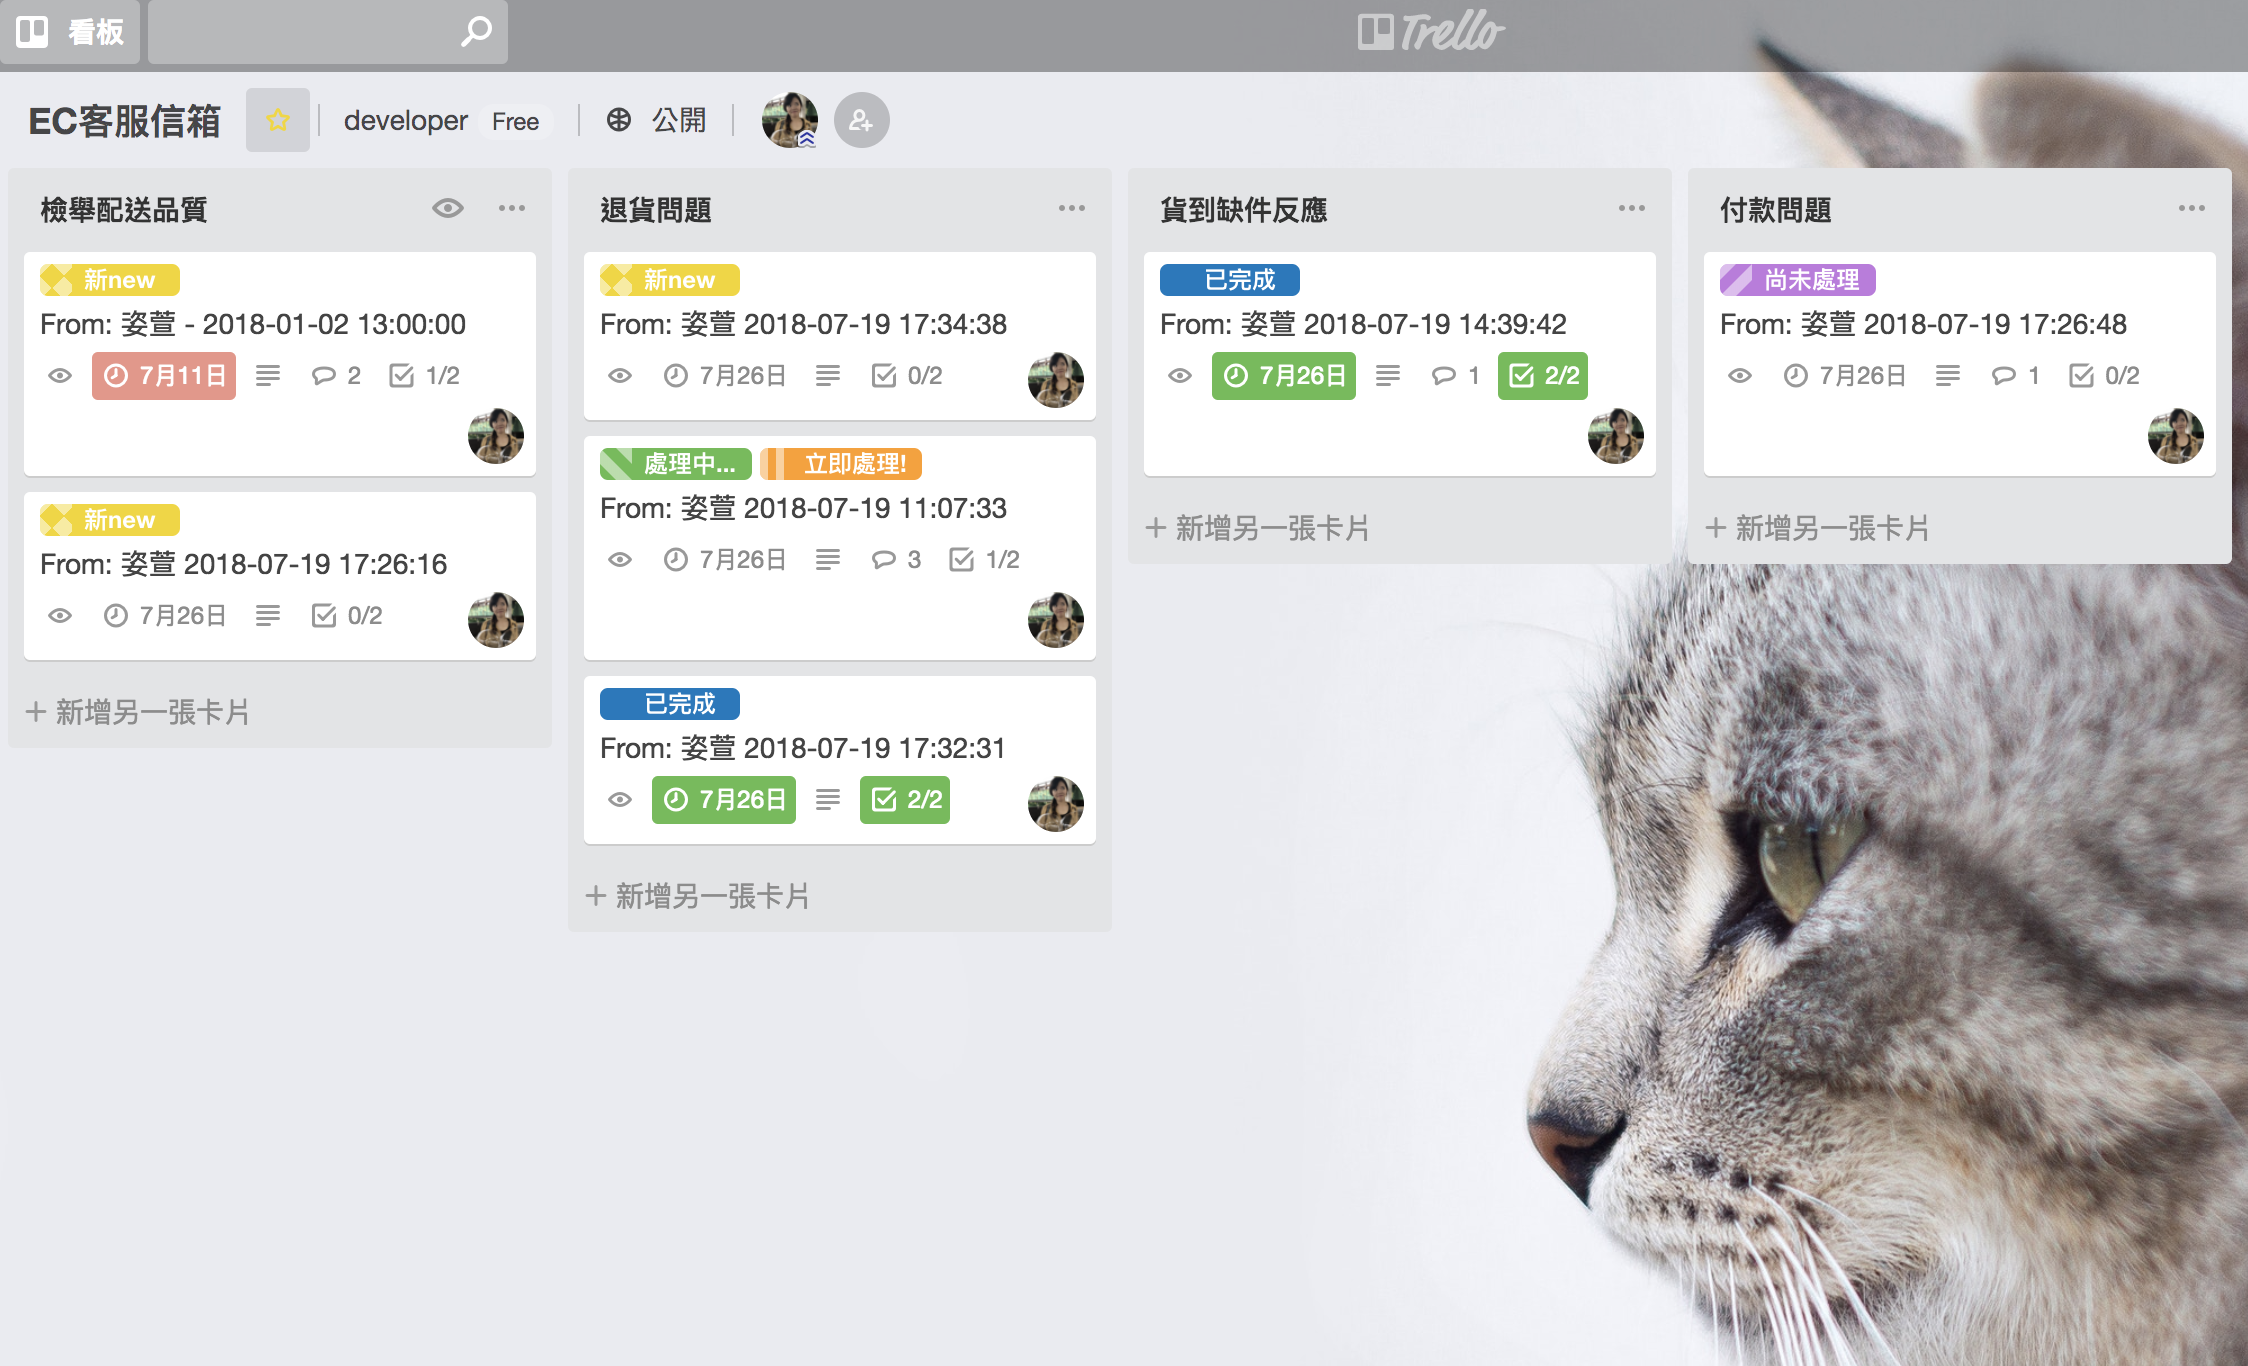 看板
Trello
EC客服信箱
developer Free
公開
檢舉配送品質
新new
From: 姿萱 - 2018-01-02 13:00:00
7月11日 2 1/2
新new
From: 姿萱 2018-07-19 17:26:16
7月26日 0/2
+ 新增另一張卡片
退貨問題
新new
From: 姿萱 2018-07-19 17:34:38
7月26日 0/2
處理中... 立即處理!
From: 姿萱 2018-07-19 11:07:33
7月26日 3 1/2
已完成
From: 姿萱 2018-07-19 17:32:31
7月26日 2/2
+ 新增另一張卡片
貨到缺件反應
已完成
From: 姿萱 2018-07-19 14:39:42
7月26日 1 2/2
+ 新增另一張卡片
付款問題
尚未處理
From: 姿萱 2018-07-19 17:26:48
7月26日 1 0/2
+ 新增另一張卡片